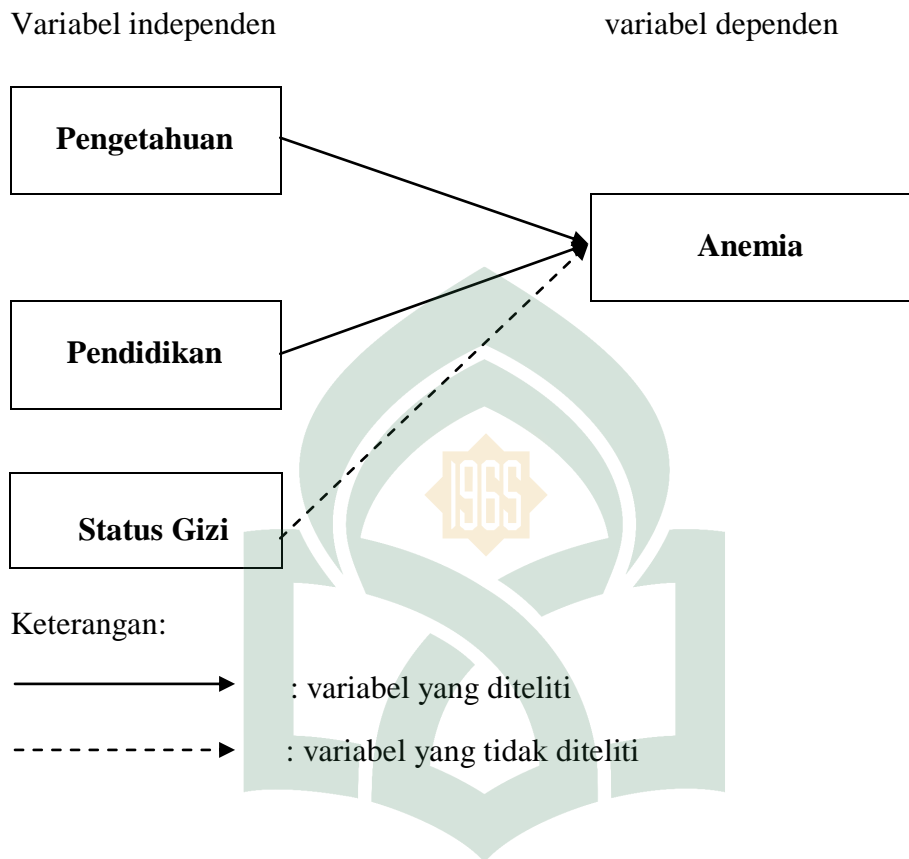 Variabel independen variabel dependen
Pengetahuan
Anemia
Pendidikan
1965
Status Gizi
Keterangan:
: variabel yang diteliti
: variabel yang tidak diteliti